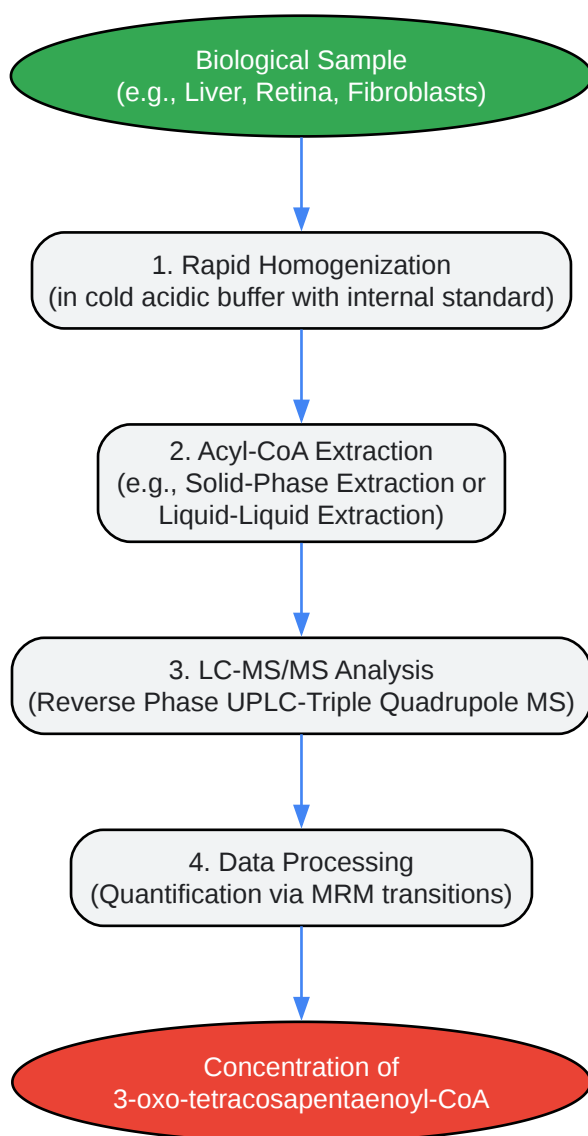 Biological Sample
(e.g., Liver, Retina, Fibroblasts)
1. Rapid Homogenization
(in cold acidic buffer with internal standard)
2. Acyl-CoA Extraction
(e.g., Solid-Phase Extraction or
Liquid-Liquid Extraction)
3. LC-MS/MS Analysis
(Reverse Phase UPLC-Triple Quadrupole MS)
4. Data Processing
(Quantification via MRM transitions)
Concentration of
3-oxo-tetracosapentaenoyl-CoA